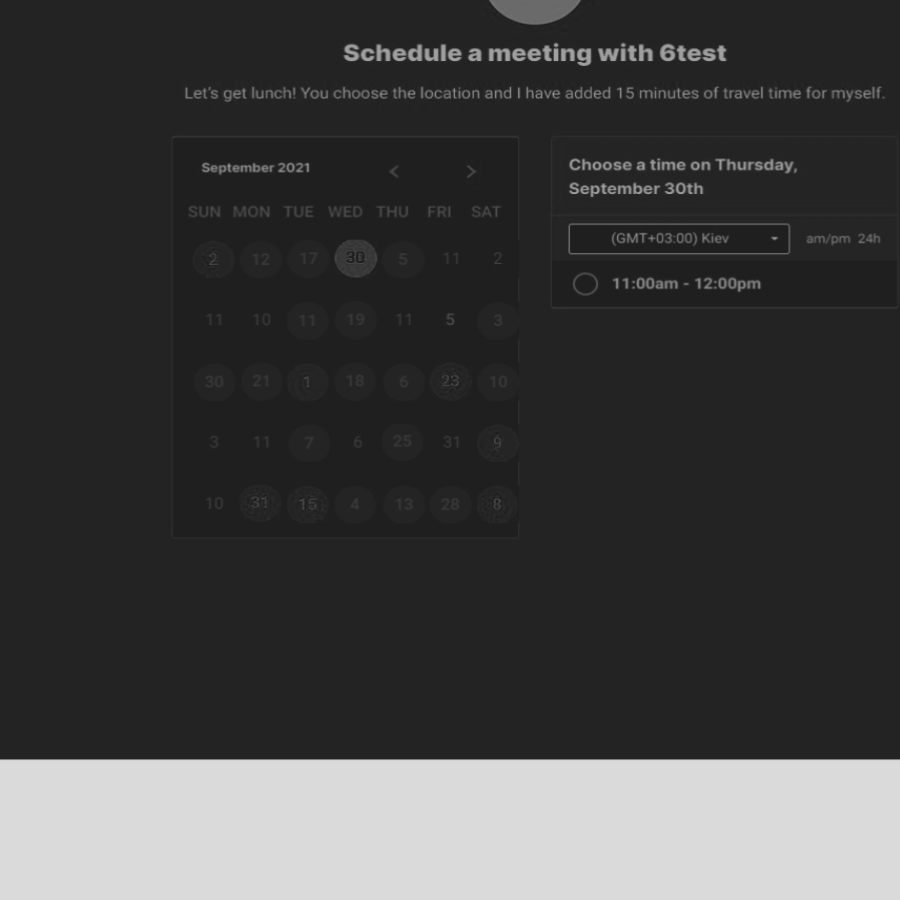 Schedule a meeting with 6test
Let's get lunch! You choose the location and I have added 15 minutes of travel time for myself.
September 2021
SUN MON TUE WED THU FRI SAT
2 12 17 30 5 11 2
11 10 11 19 11 5 3
30 21 1 18 6 23 10
3 11 7 6 25 31 9
10 31 15 4 13 28 8
Choose a time on Thursday,
September 30th
(GMT+03:00) Kiev am/pm 24h
11:00am - 12:00pm